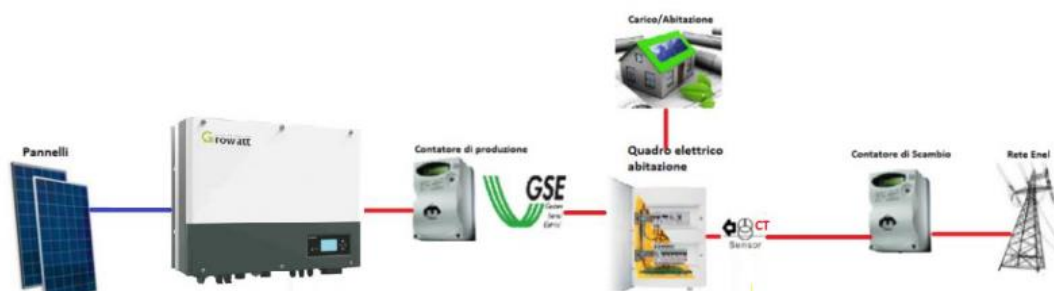 Carico/Abitazione
Growatt
Pannelli
Contatore di produzione
GSE
Quadro elettrico
abitazione
CT
Sensor
Contatore di Scambio
Rete Enel